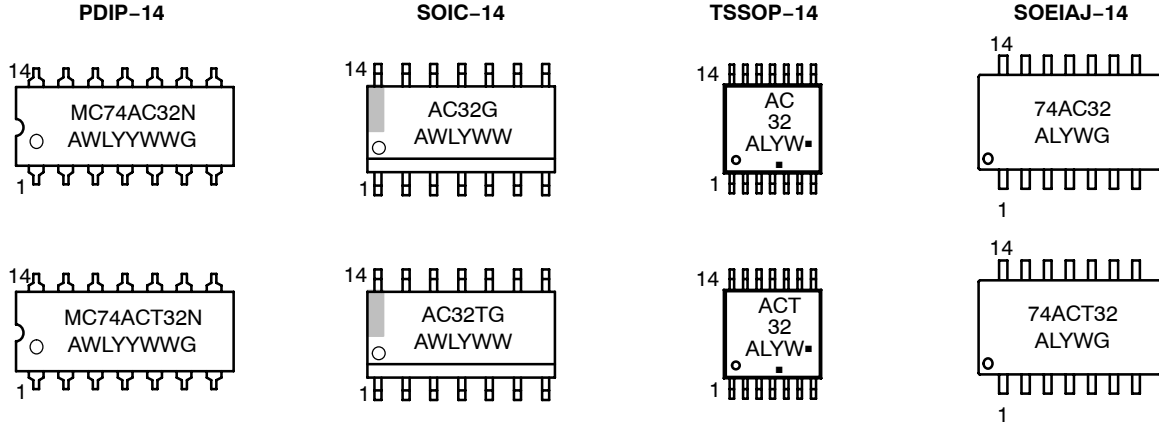 PDIP−14
SOIC−14
TSSOP−14
SOEIAJ−14
14
MC74AC32N
AWLYYWWG
1
14
AC32G
AWLYWW
1
14
AC
32
ALYW▪
▪
1
14
74AC32
ALYWG
1
14
MC74ACT32N
AWLYYWWG
1
14
AC32TG
AWLYWW
1
14
ACT
32
ALYW▪
▪
1
14
74ACT32
ALYWG
1